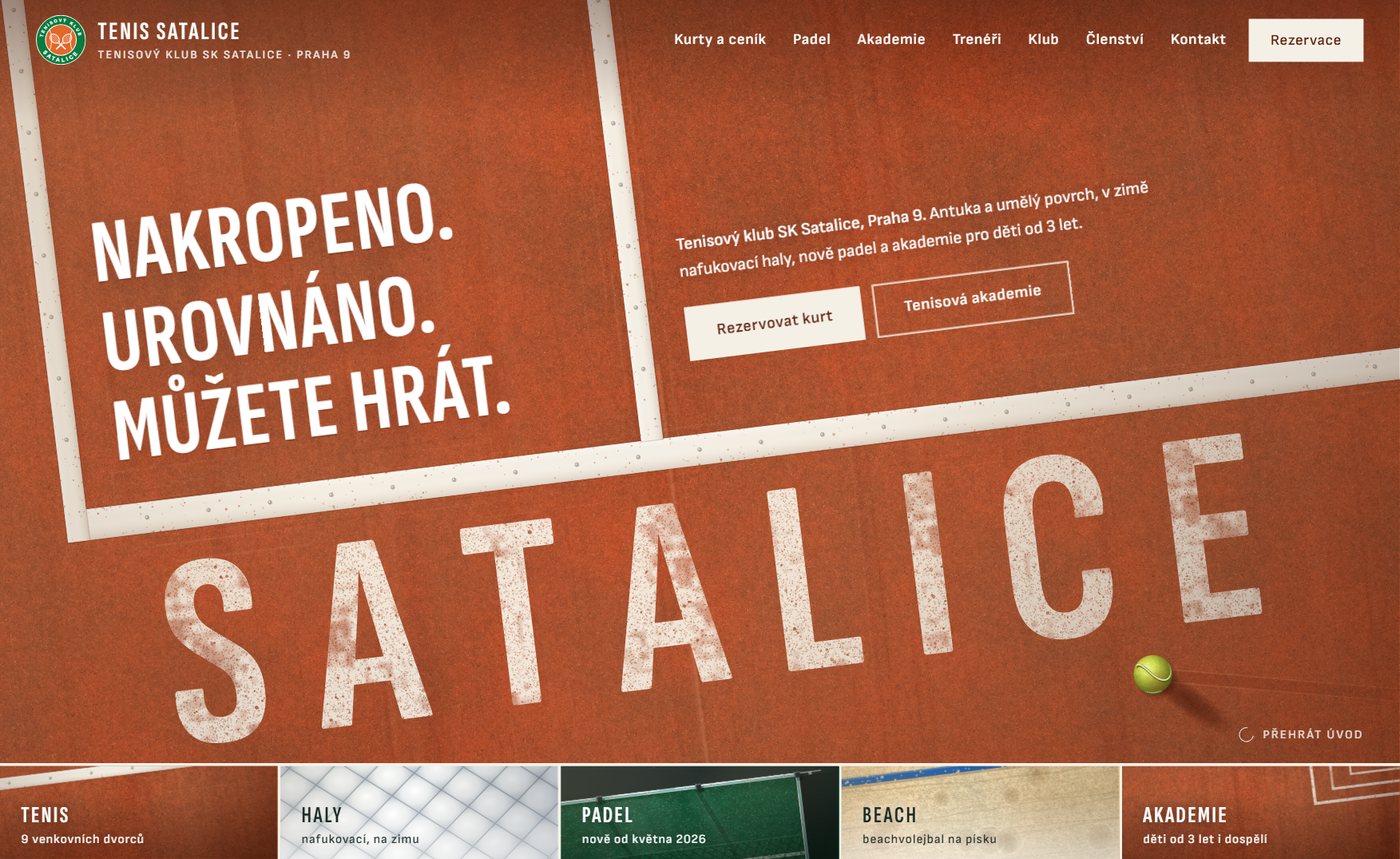 TENISOVÝ KLUB
SATALICE
TENIS SATALICE
TENISOVÝ KLUB SK SATALICE · PRAHA 9
Kurty a ceník
Padel
Akademie
Trenéři
Klub
Členství
Kontakt
Rezervace
NAKROPENO.
UROVNÁNO.
MŮŽETE HRÁT.
Tenisový klub SK Satalice, Praha 9. Antuka a umělý povrch, v zimě
nafukovací haly, nově padel a akademie pro děti od 3 let.
Rezervovat kurt
Tenisová akademie
SATALICE
PŘEHRÁT ÚVOD
TENIS
9 venkovních dvorců
HALY
nafukovací, na zimu
PADEL
nově od května 2026
BEACH
beachvolejbal na písku
AKADEMIE
děti od 3 let i dospělí